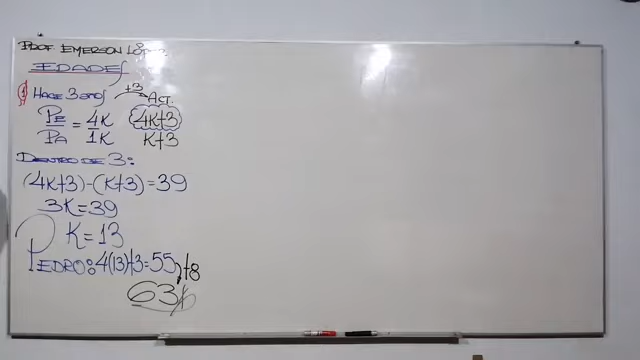 PROF EMERSON LÓPEZ
EDADES
1) HACE 3 AÑOS +3 ACT.
PE/PA = 4K/1K 4K+3
K+3
DENTRO DE 3:
(4K+3)-(K+3)=39
3K=39
K=13
PEDRO: 4(13)+3=55 +8
63